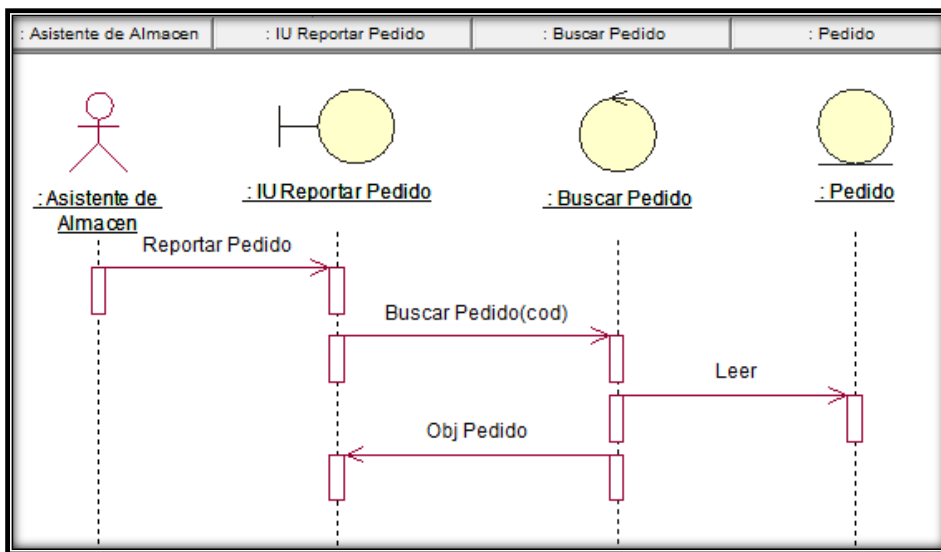 : Asistente de Almacen
: IU Reportar Pedido
: Buscar Pedido
: Pedido
: Asistente de
Almacen
: IU Reportar Pedido
: Buscar Pedido
: Pedido
Reportar Pedido
Buscar Pedido(cod)
Leer
Obj Pedido